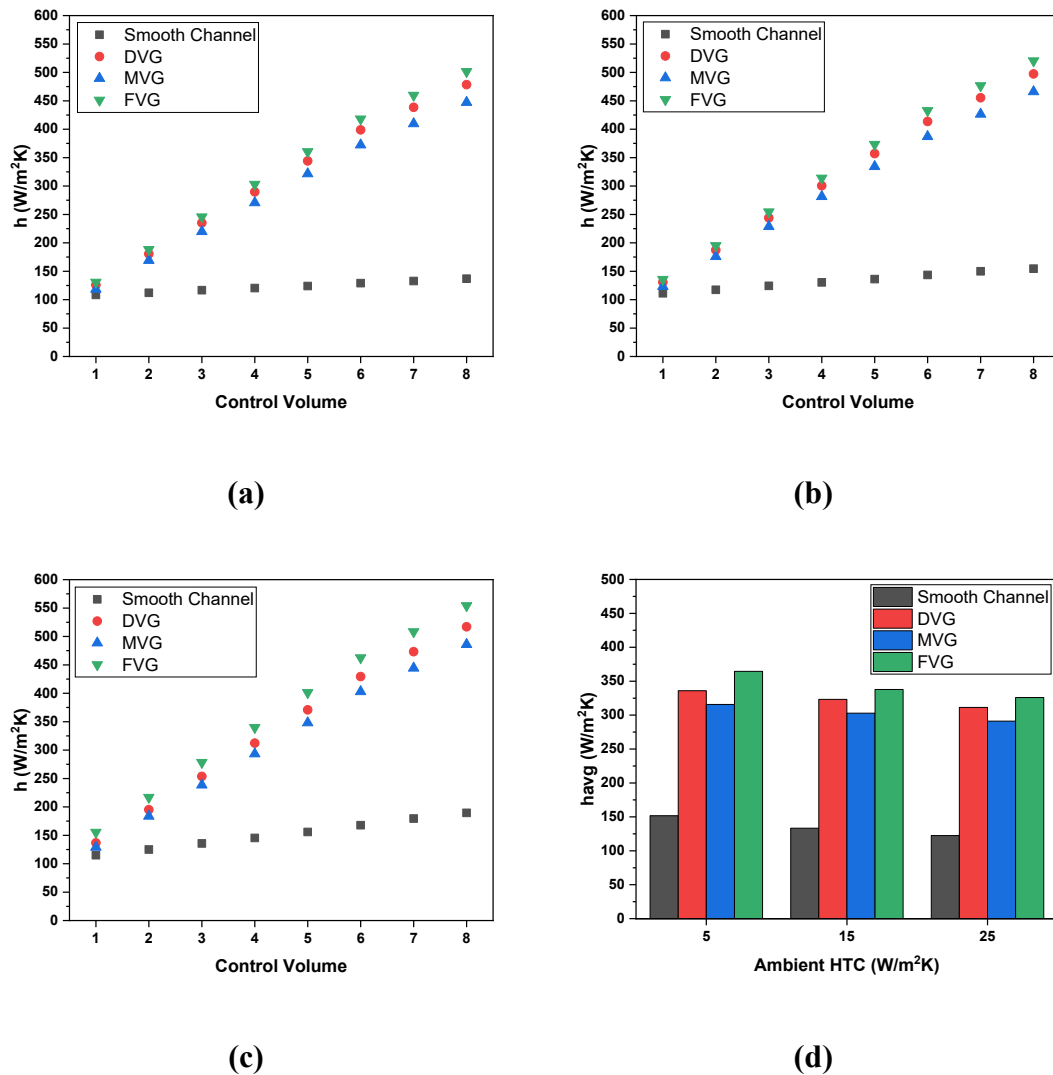 600
550
500
450
400
350
300
250
200
150
100
50
0
h (W/m²K)
Smooth Channel
DVG
MVG
FVG
1 2 3 4 5 6 7 8
Control Volume
(a)
600
550
500
450
400
350
300
250
200
150
100
50
0
h (W/m²K)
Smooth Channel
DVG
MVG
FVG
1 2 3 4 5 6 7 8
Control Volume
(b)
600
550
500
450
400
350
300
250
200
150
100
50
0
h (W/m²K)
Smooth Channel
DVG
MVG
FVG
1 2 3 4 5 6 7 8
Control Volume
(c)
500
450
400
350
300
250
200
150
100
50
0
havg (W/m²K)
Smooth Channel
DVG
MVG
FVG
5 15 25
Ambient HTC (W/m²K)
(d)